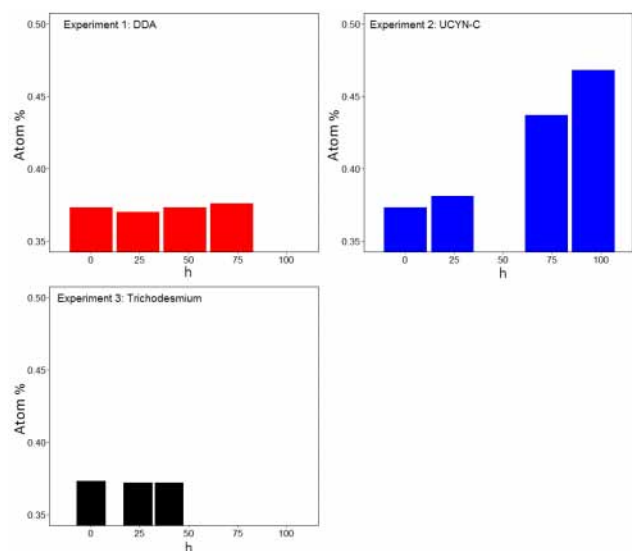 Experiment 1: DDA
0.50
0.45
0.40
0.35
Atom %
0 25 50 75 100
h
Experiment 2: UCYN-C
0.50
0.45
0.40
0.35
Atom %
0 25 50 75 100
h
Experiment 3: Trichodesmium
0.50
0.45
0.40
0.35
Atom %
0 25 50 75 100
h